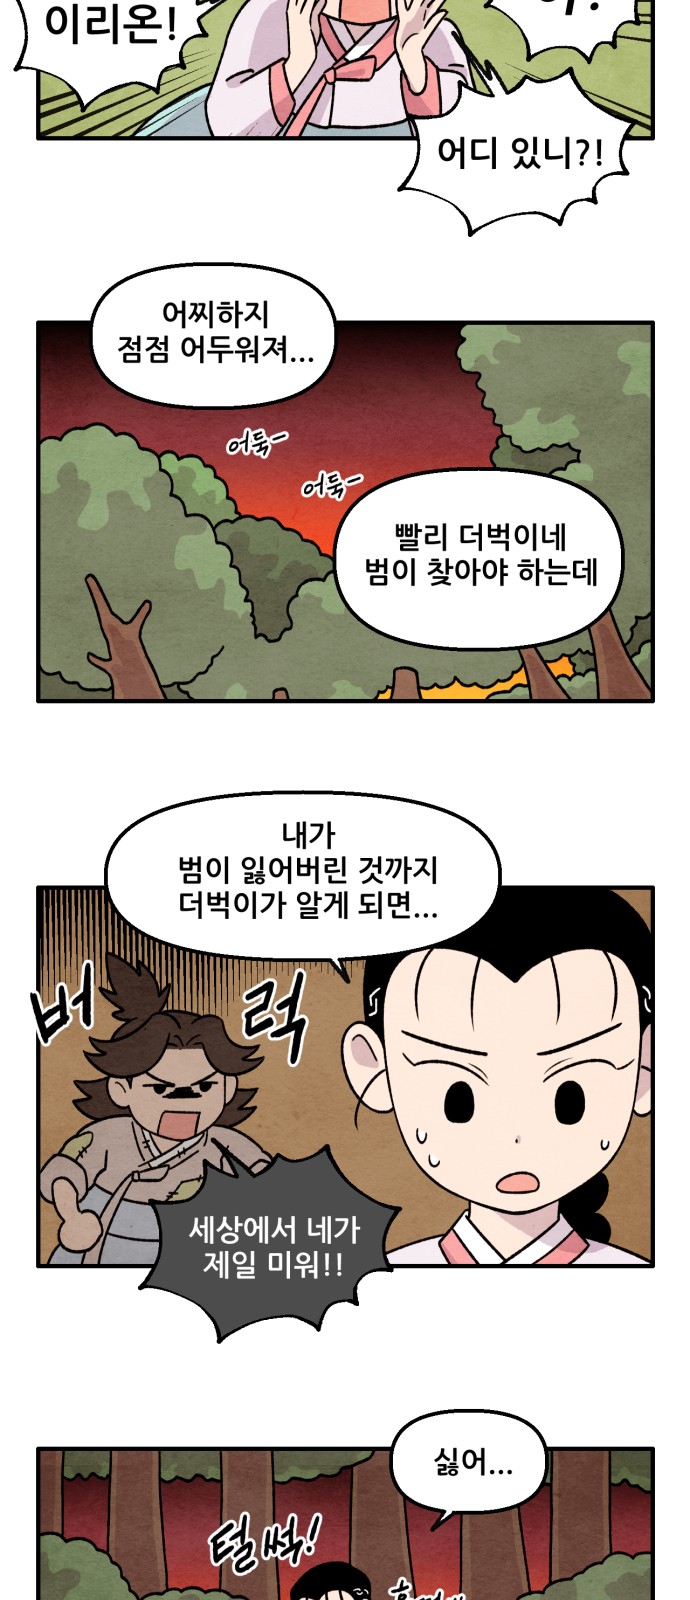 이리온!
어디 있니?!
어찌하지
점점 어두워져...
어둑-
어둑-
빨리 더벅이네
범이 찾아야 하는데
내가
범이 잃어버린 것까지
더벅이가 알게 되면...
버
럭
세상에서 네가
제일 미워!!
싫어...
털썩!